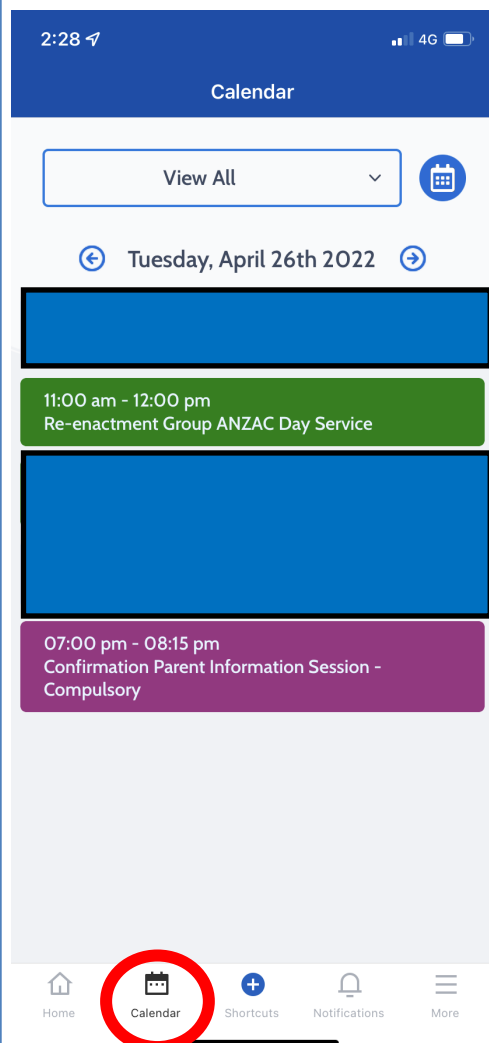 2:28
4G
Calendar
View All
Tuesday, April 26th 2022
11:00 am - 12:00 pm
Re-enactment Group ANZAC Day Service
07:00 pm - 08:15 pm
Confirmation Parent Information Session -
Compulsory
Home Calendar Shortcuts Notifications More